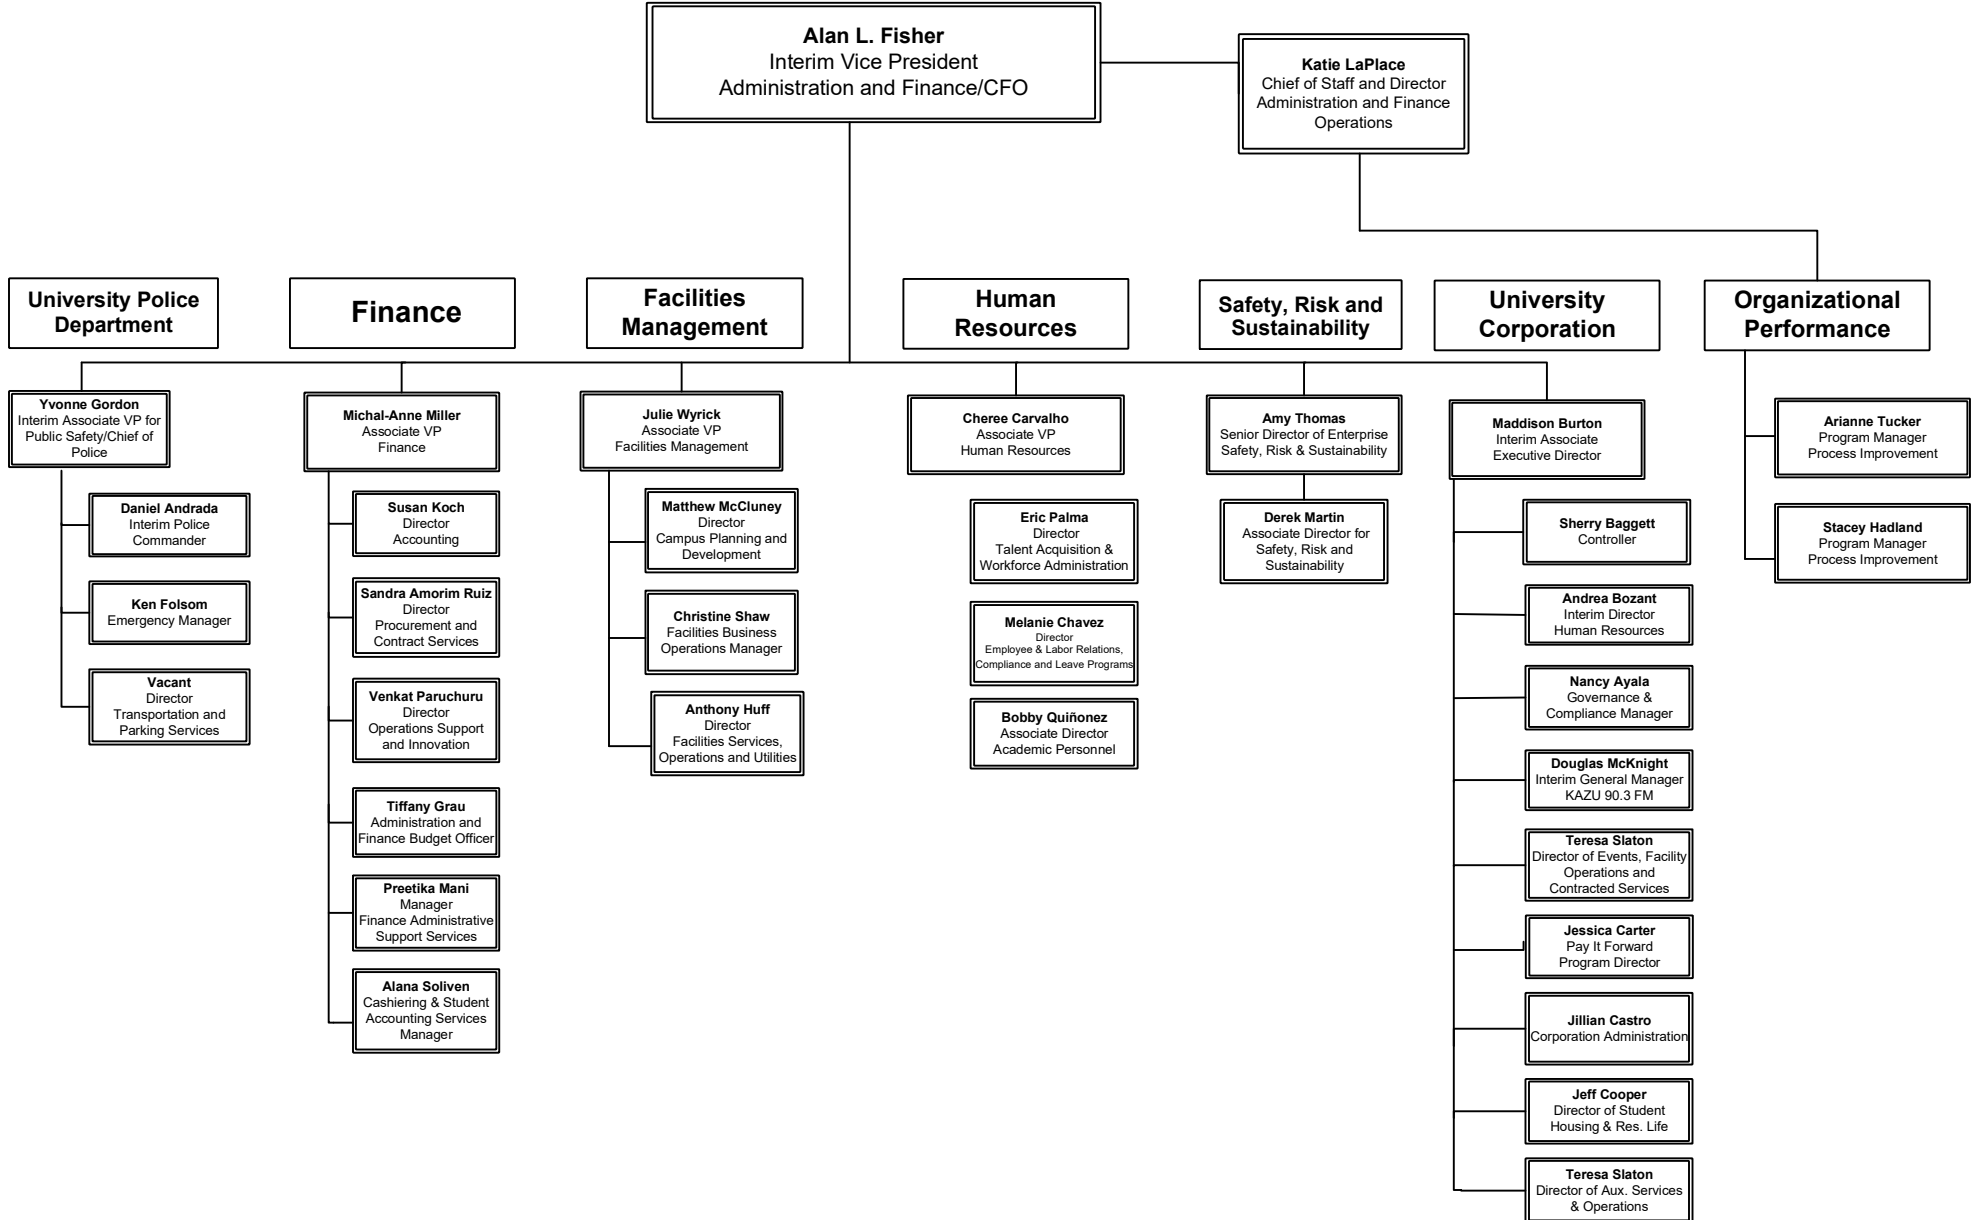 Alan L. Fisher
Interim Vice President
Administration and Finance/CFO
Katie LaPlace
Chief of Staff and Director
Administration and Finance
Operations
University Police
Department
Finance
Facilities
Management
Human
Resources
Safety, Risk and
Sustainability
University
Corporation
Organizational
Performance
Yvonne Gordon
Interim Associate VP for
Public Safety/Chief of
Police
Daniel Andrada
Interim Police
Commander
Ken Folsom
Emergency Manager
Vacant
Director
Transportation and
Parking Services
Michal-Anne Miller
Associate VP
Finance
Susan Koch
Director
Accounting
Sandra Amorim Ruiz
Director
Procurement and
Contract Services
Venkat Paruchuru
Director
Operations Support
and Innovation
Tiffany Grau
Administration and
Finance Budget Officer
Preetika Mani
Manager
Finance Administrative
Support Services
Alana Soliven
Cashiering & Student
Accounting Services
Manager
Julie Wyrick
Associate VP
Facilities Management
Matthew McCluney
Director
Campus Planning and
Development
Christine Shaw
Facilities Business
Operations Manager
Anthony Huff
Director
Facilities Services,
Operations and Utilities
Cheree Carvalho
Associate VP
Human Resources
Eric Palma
Director
Talent Acquisition &
Workforce Administration
Melanie Chavez
Director
Employee & Labor Relations,
Compliance and Leave Programs
Bobby Quiñonez
Associate Director
Academic Personnel
Amy Thomas
Senior Director of Enterprise
Safety, Risk & Sustainability
Derek Martin
Associate Director for
Safety, Risk and
Sustainability
Maddison Burton
Interim Associate
Executive Director
Sherry Baggett
Controller
Andrea Bozant
Interim Director
Human Resources
Nancy Ayala
Governance &
Compliance Manager
Douglas McKnight
Interim General Manager
KAZU 90.3 FM
Teresa Slaton
Director of Events, Facility
Operations and
Contracted Services
Jessica Carter
Pay It Forward
Program Director
Jillian Castro
Corporation Administration
Jeff Cooper
Director of Student
Housing & Res. Life
Teresa Slaton
Director of Aux. Services
& Operations
Arianne Tucker
Program Manager
Process Improvement
Stacey Hadland
Program Manager
Process Improvement